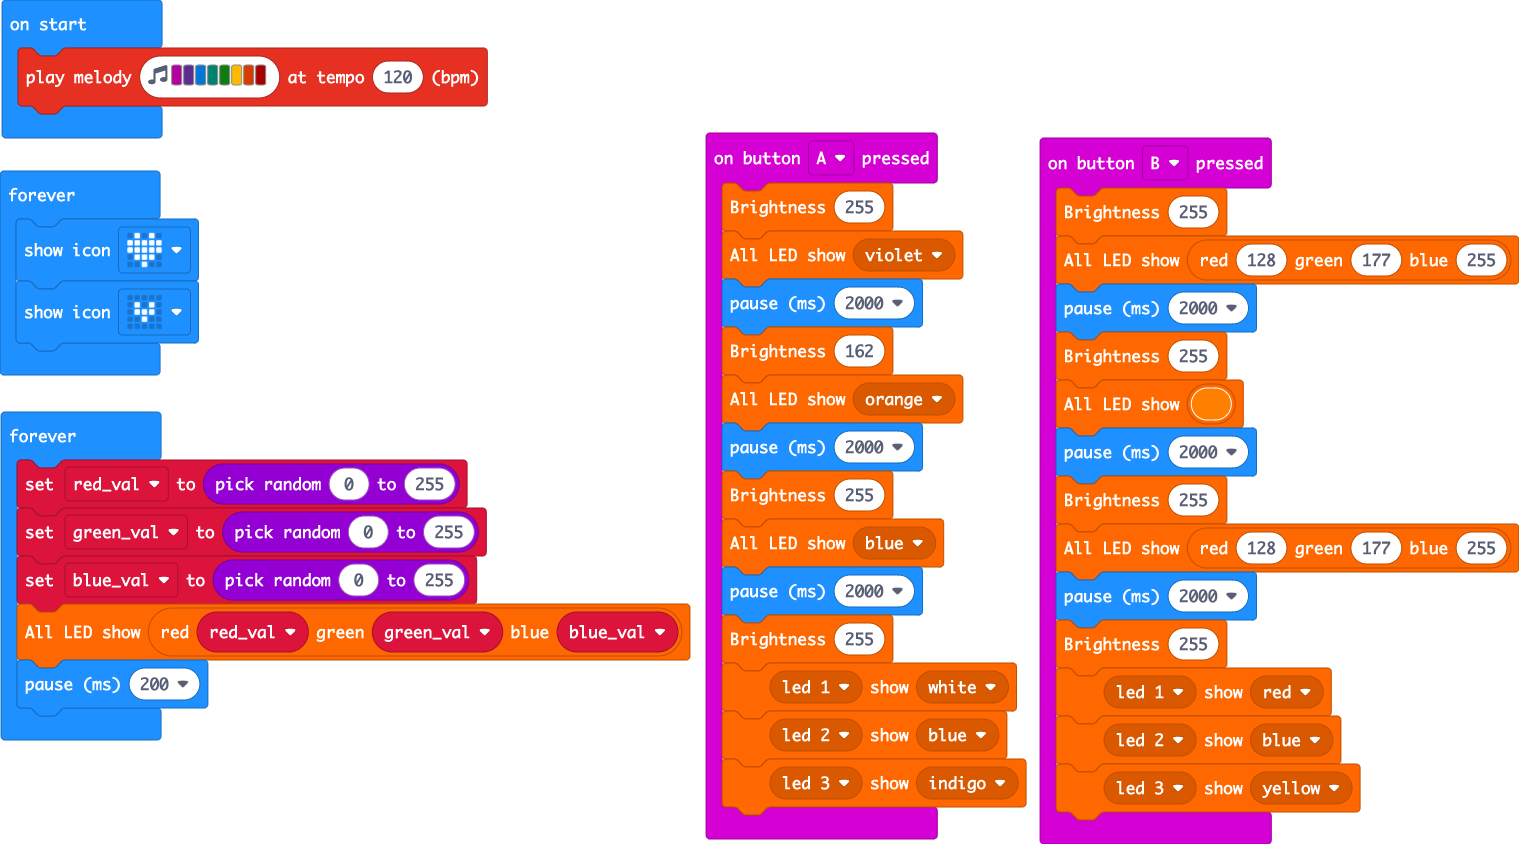 on start
play melody at tempo 120 (bpm)
forever
show icon
show icon
forever
set red_val to pick random 0 to 255
set green_val to pick random 0 to 255
set blue_val to pick random 0 to 255
All LED show red red_val green green_val blue blue_val
pause (ms) 200
on button A pressed
Brightness 255
All LED show violet
pause (ms) 2000
Brightness 162
All LED show orange
pause (ms) 2000
Brightness 255
All LED show blue
pause (ms) 2000
Brightness 255
led 1 show white
led 2 show blue
led 3 show indigo
on button B pressed
Brightness 255
All LED show red 128 green 177 blue 255
pause (ms) 2000
Brightness 255
All LED show
pause (ms) 2000
Brightness 255
All LED show red 128 green 177 blue 255
pause (ms) 2000
Brightness 255
led 1 show red
led 2 show blue
led 3 show yellow